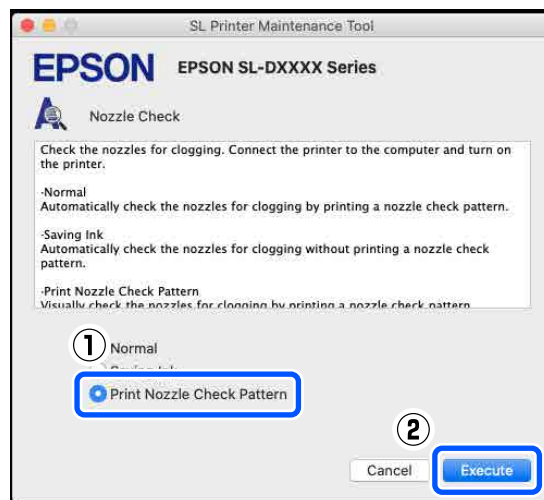 SL Printer Maintenance Tool
EPSON EPSON SL-DXXXX Series
Nozzle Check
Check the nozzles for clogging. Connect the printer to the computer and turn on
the printer.
·Normal
Automatically check the nozzles for clogging by printing a nozzle check pattern.
·Saving Ink
Automatically check the nozzles for clogging without printing a nozzle check
pattern.
·Print Nozzle Check Pattern
Visually check the nozzles for clogging by printing a nozzle check pattern
① Normal
Saving Ink
Print Nozzle Check Pattern
②
Cancel Execute